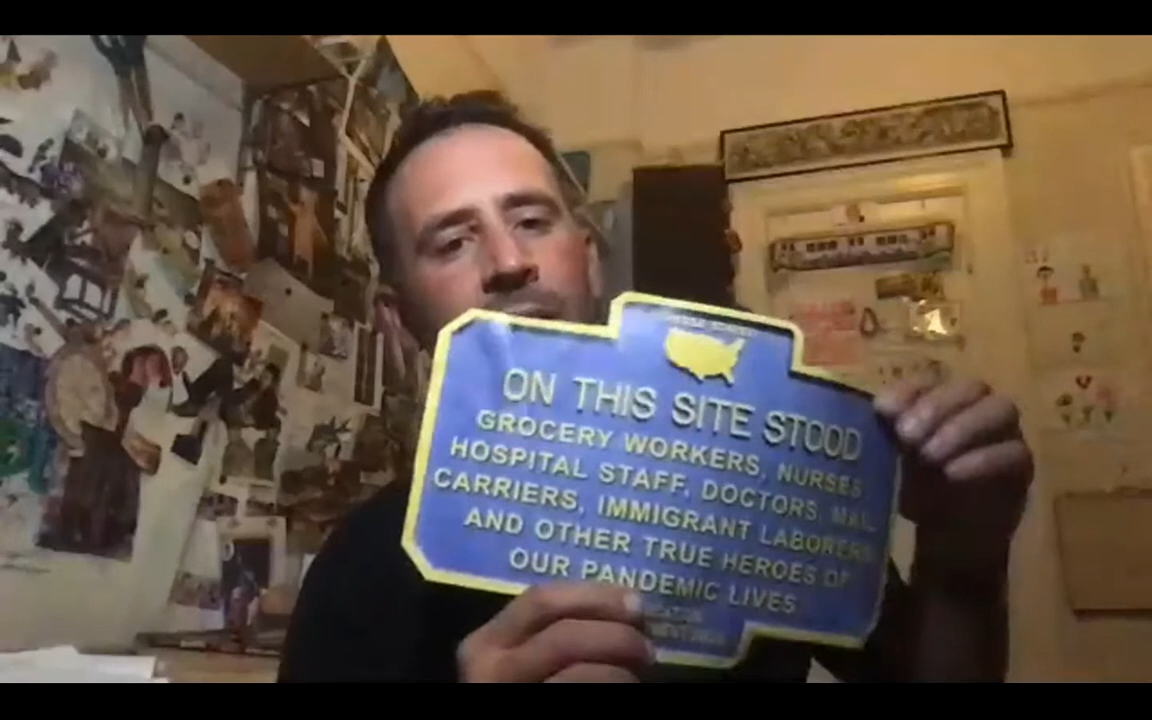 ON THIS SITE STOOD
GROCERY WORKERS, NURSES,
HOSPITAL STAFF, DOCTORS, MAIL
CARRIERS, IMMIGRANT LABORERS
AND OTHER TRUE HEROES OF
OUR PANDEMIC LIVES